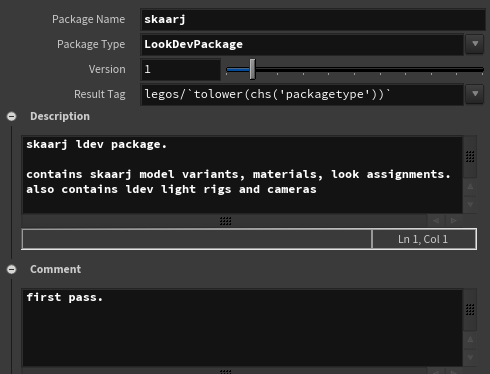 Package Name skaarj
Package Type LookDevPackage
Version 1
Result Tag legos/`tolower(chs('packagetype'))`
Description
skaarj ldev package.
contains skaarj model variants, materials, look assignments.
also contains ldev light rigs and cameras
Ln 1, Col 1
Comment
first pass.